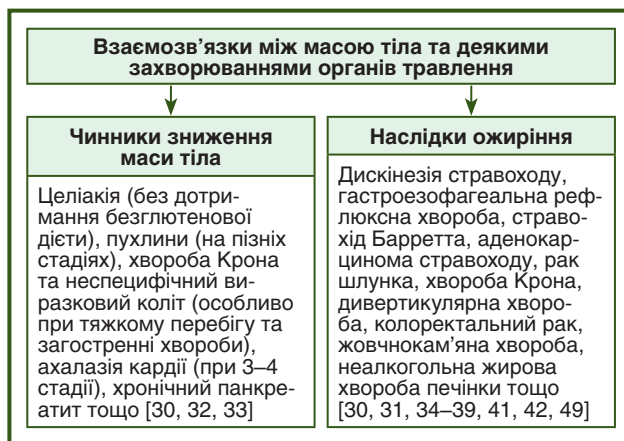 Взаємозв'язки між масою тіла та деякими
захворюваннями органів травлення
Чинники зниження
маси тіла
Целіакія (без дотри-
мання безглютенової
дієти), пухлини (на пізніх
стадіях), хвороба Крона
та неспецифічний ви-
разковий коліт (особливо
при тяжкому перебігу та
загостренні хвороби),
ахалазія кардії (при 3–4
стадії), хронічний панкре-
атит тощо [30, 32, 33]
Наслідки ожиріння
Дискінезія стравоходу,
гастроезофагеальна реф-
люксна хвороба, страво-
хід Барретта, аденокар-
цинома стравоходу, рак
шлунка, хвороба Крона,
дивертикулярна хворо-
ба, колоректальний рак,
жовчнокам'яна хвороба,
неалкогольна жирова
хвороба печінки тощо
[30, 31, 34–39, 41, 42, 49]